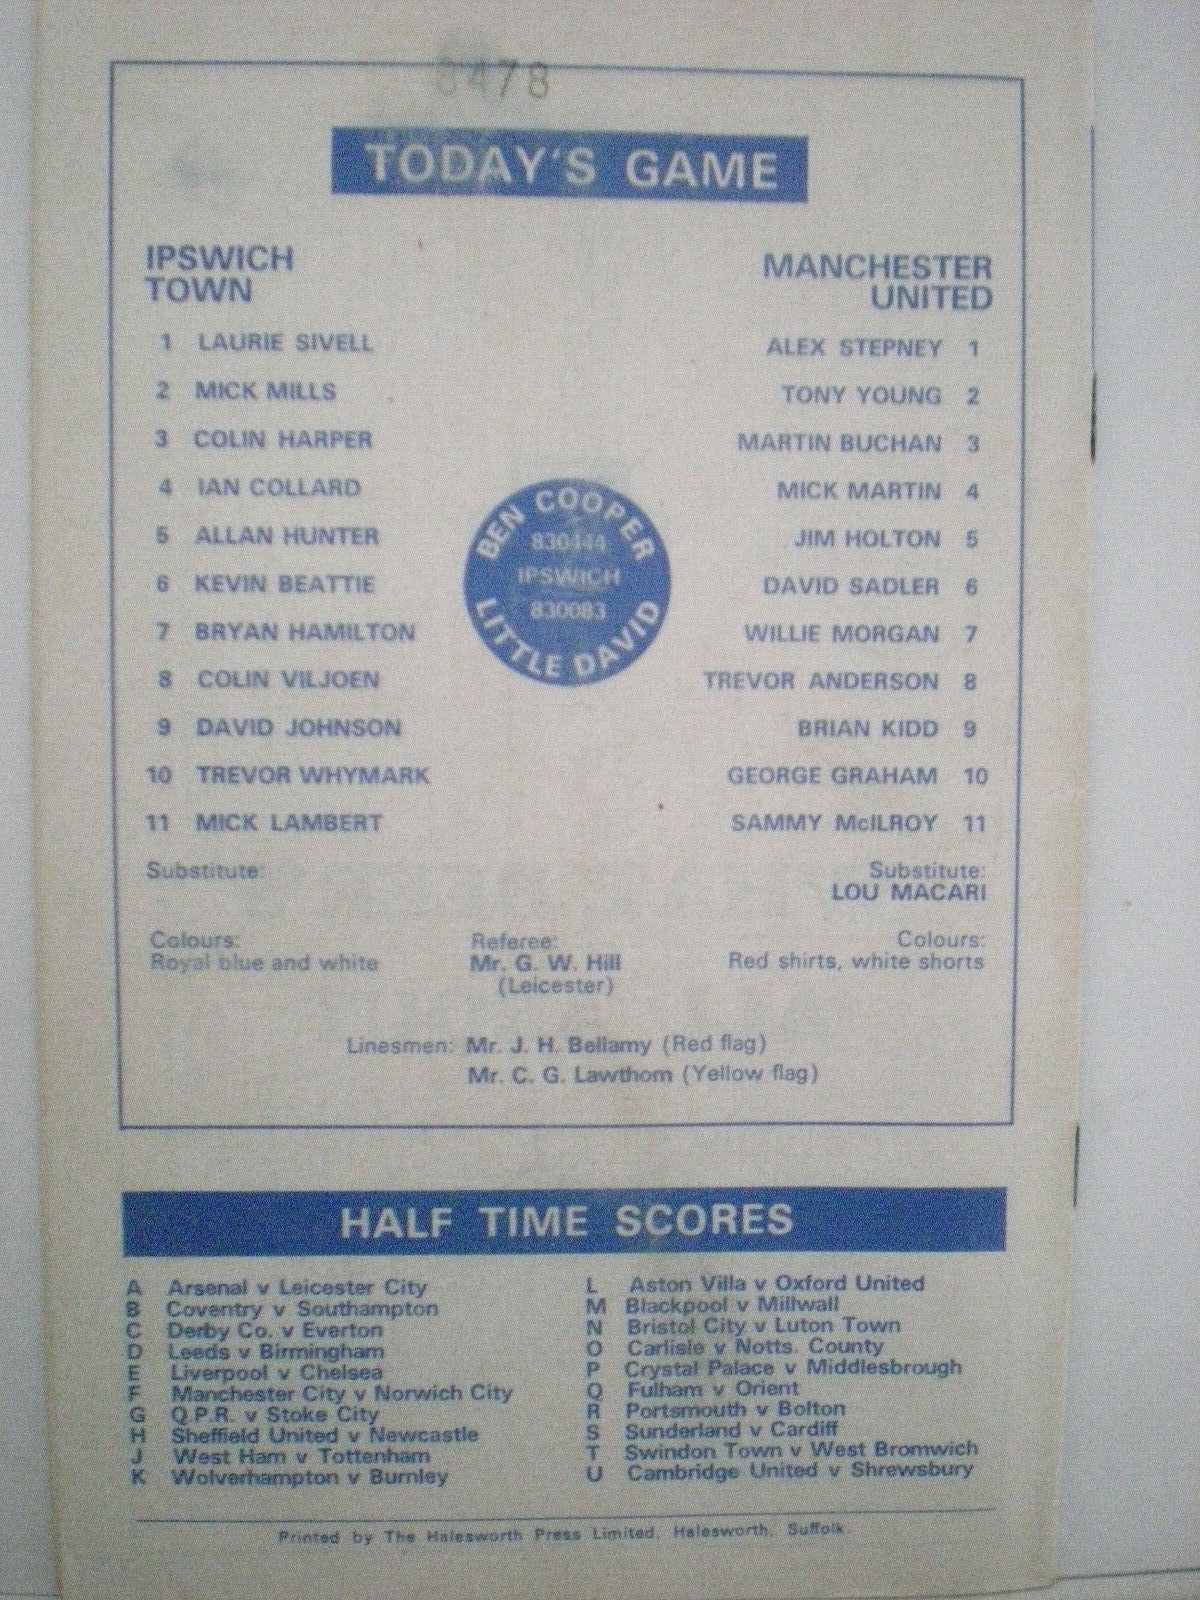 8478
TODAY'S GAME
IPSWICH
TOWN
1 LAURIE SIVELL
2 MICK MILLS
3 COLIN HARPER
4 IAN COLLARD
5 ALLAN HUNTER
6 KEVIN BEATTIE
7 BRYAN HAMILTON
8 COLIN VILJOEN
9 DAVID JOHNSON
10 TREVOR WHYMARK
11 MICK LAMBERT
Substitute:
Colours:
Royal blue and white
BEN COOPER
830444
IPSWICH
830083
LITTLE DAVID
MANCHESTER
UNITED
ALEX STEPNEY 1
TONY YOUNG 2
MARTIN BUCHAN 3
MICK MARTIN 4
JIM HOLTON 5
DAVID SADLER 6
WILLIE MORGAN 7
TREVOR ANDERSON 8
BRIAN KIDD 9
GEORGE GRAHAM 10
SAMMY McILROY 11
Substitute:
LOU MACARI
Colours:
Red shirts, white shorts
Referee:
Mr. G. W. Hill
(Leicester)
Linesmen: Mr. J. H. Bellamy (Red flag)
Mr. C. G. Lawthom (Yellow flag)
HALF TIME SCORES
A Arsenal v Leicester City
B Coventry v Southampton
C Derby Co. v Everton
D Leeds v Birmingham
E Liverpool v Chelsea
F Manchester City v Norwich City
G Q.P.R. v Stoke City
H Sheffield United v Newcastle
J West Ham v Tottenham
K Wolverhampton v Burnley
L Aston Villa v Oxford United
M Blackpool v Millwall
N Bristol City v Luton Town
O Carlisle v Notts. County
P Crystal Palace v Middlesbrough
Q Fulham v Orient
R Portsmouth v Bolton
S Sunderland v Cardiff
T Swindon Town v West Bromwich
U Cambridge United v Shrewsbury
Printed by The Halesworth Press Limited, Halesworth, Suffolk